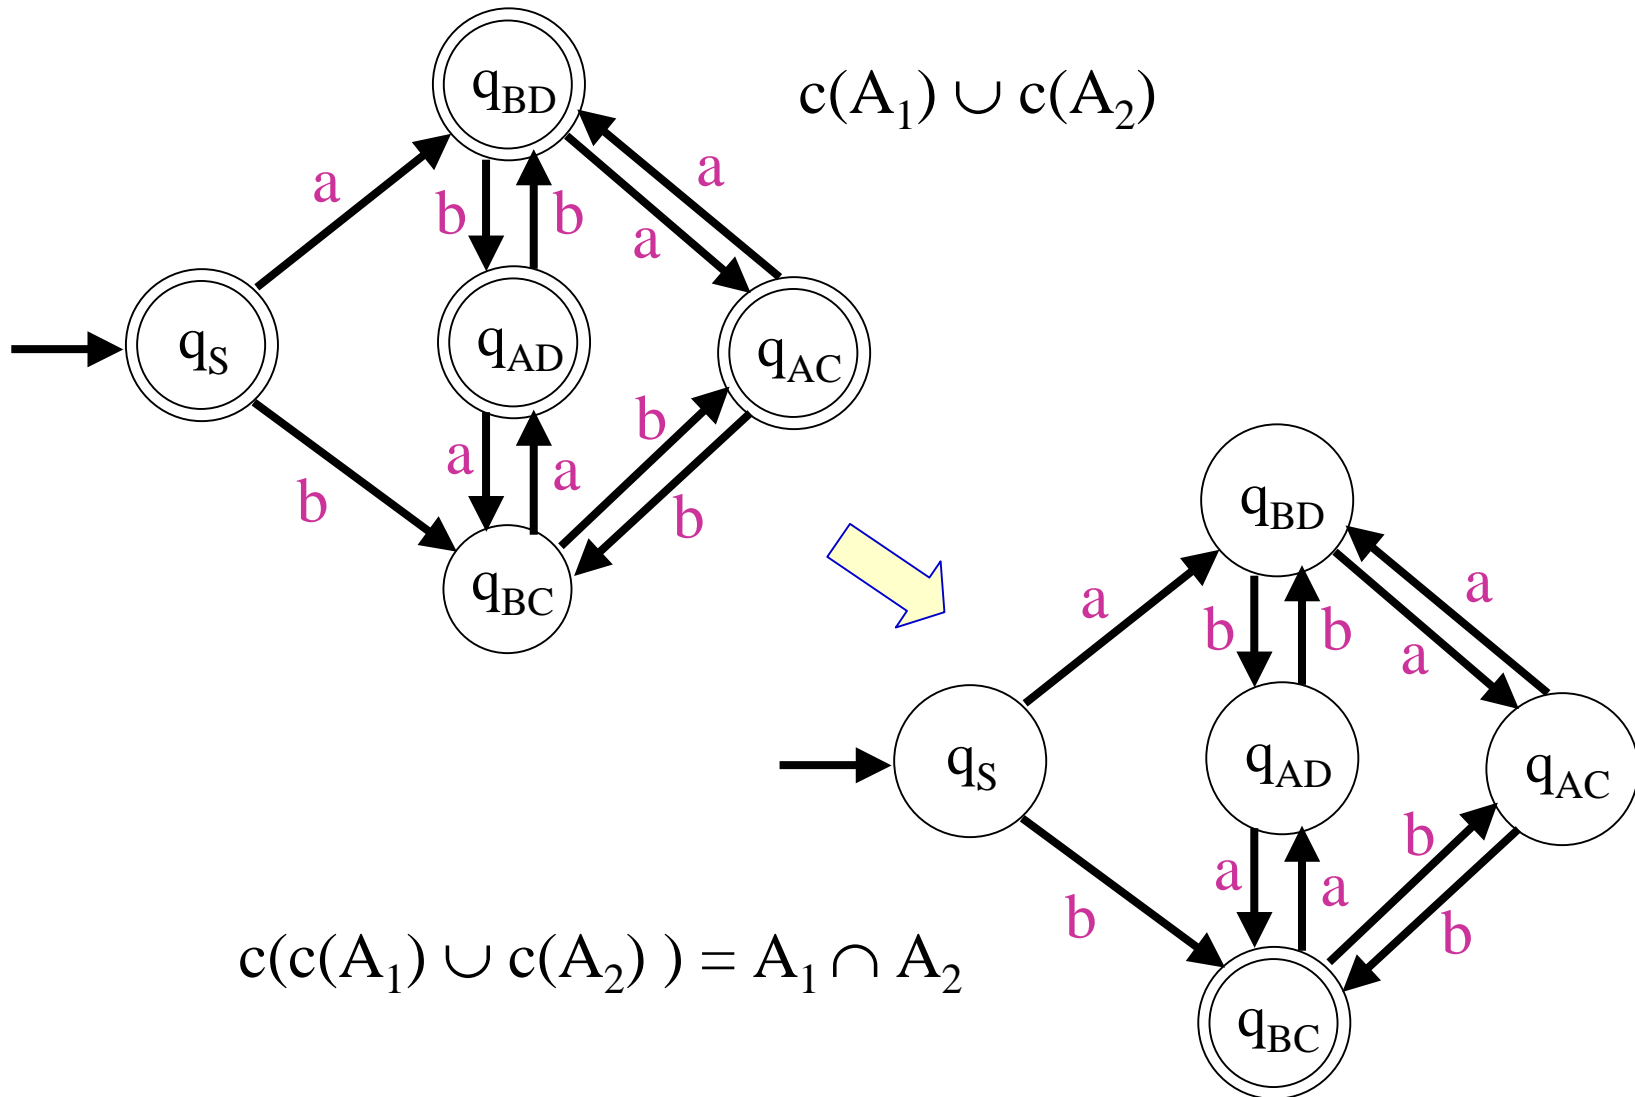 q_BD
c(A_1) ∪ c(A_2)
a
b
b
a
a
q_S
q_AD
q_AC
b
a
a
b
b
q_BC
q_BD
a
b
b
a
a
q_S
q_AD
q_AC
b
a
a
b
b
c(c(A_1) ∪ c(A_2) ) = A_1 ∩ A_2
q_BC